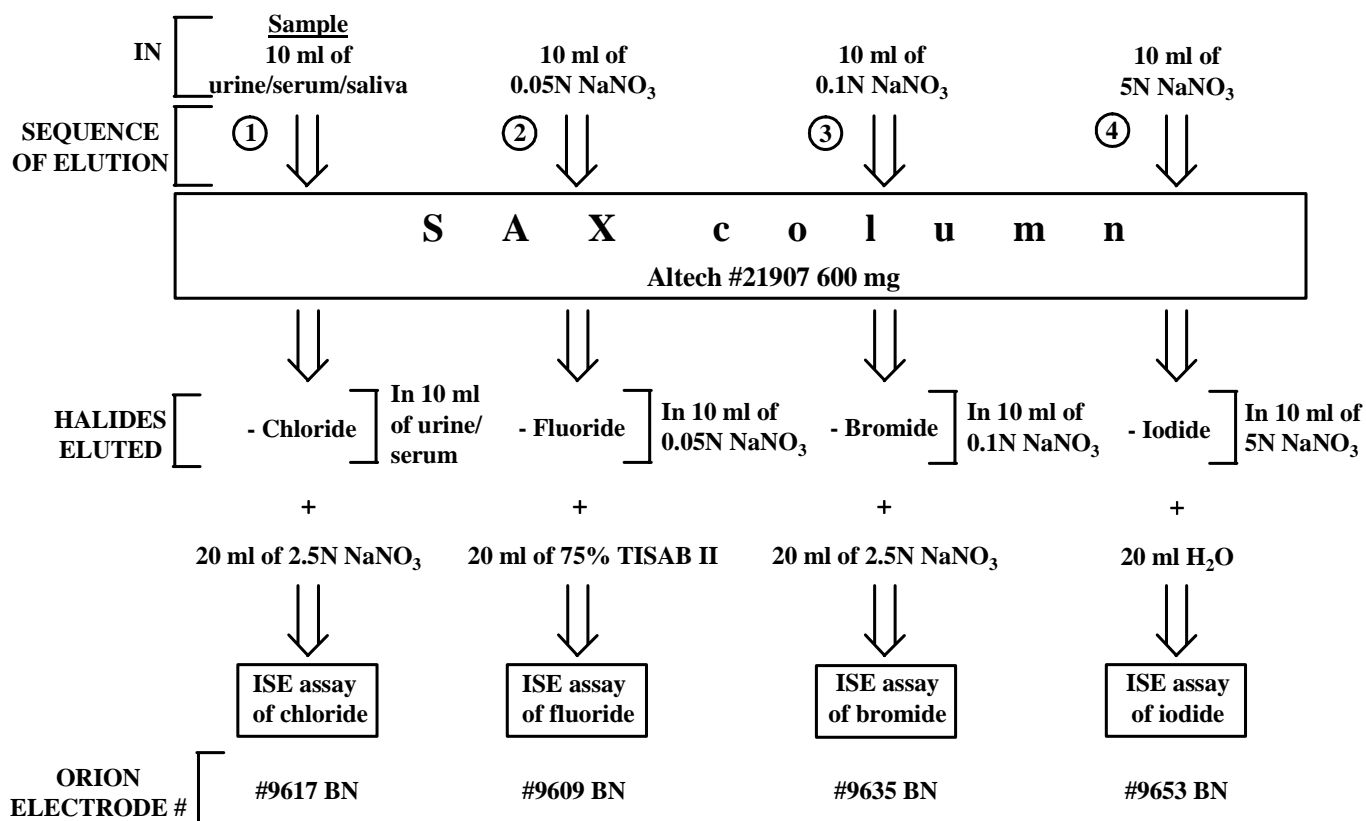 IN
Sample
10 ml of
urine/serum/saliva
10 ml of
0.05N NaNO₃
10 ml of
0.1N NaNO₃
10 ml of
5N NaNO₃
SEQUENCE
OF ELUTION
1
2
3
4
S A X c o l u m n
Altech #21907 600 mg
HALIDES
ELUTED
- Chloride
In 10 ml
of urine/
serum
- Fluoride
In 10 ml of
0.05N NaNO₃
- Bromide
In 10 ml of
0.1N NaNO₃
- Iodide
In 10 ml of
5N NaNO₃
+
+
+
+
20 ml of 2.5N NaNO₃
20 ml of 75% TISAB II
20 ml of 2.5N NaNO₃
20 ml H₂O
ISE assay
of chloride
ISE assay
of fluoride
ISE assay
of bromide
ISE assay
of iodide
ORION
ELECTRODE #
#9617 BN
#9609 BN
#9635 BN
#9653 BN